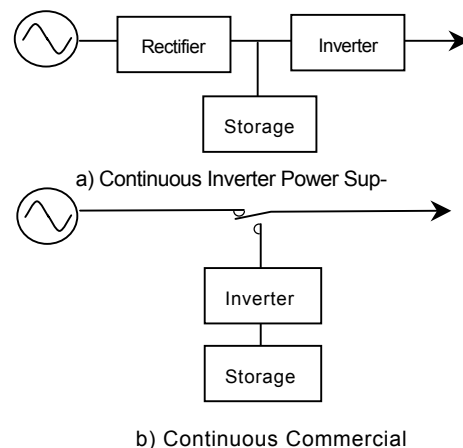 Rectifier
Inverter
Storage
a) Continuous Inverter Power Sup-
Inverter
Storage
b) Continuous Commercial